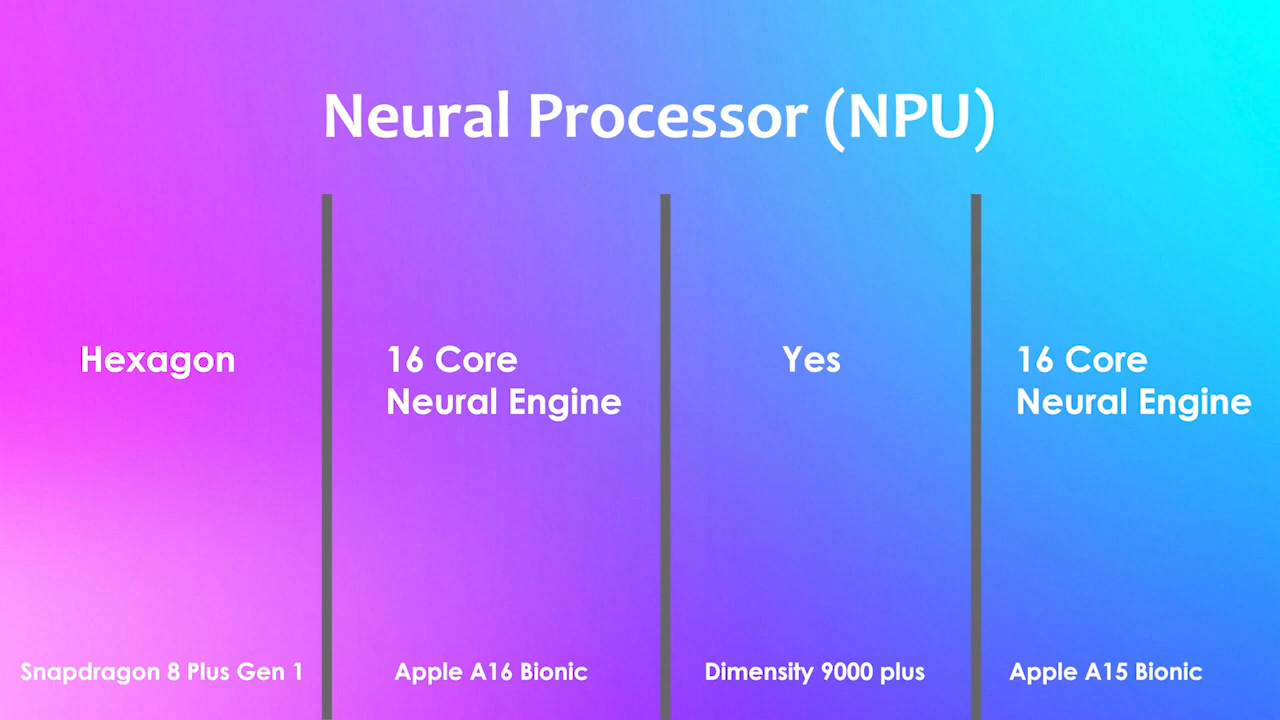 Neural Processor (NPU)
Hexagon
16 Core
Neural Engine
Yes
16 Core
Neural Engine
Snapdragon 8 Plus Gen 1
Apple A16 Bionic
Dimensity 9000 plus
Apple A15 Bionic